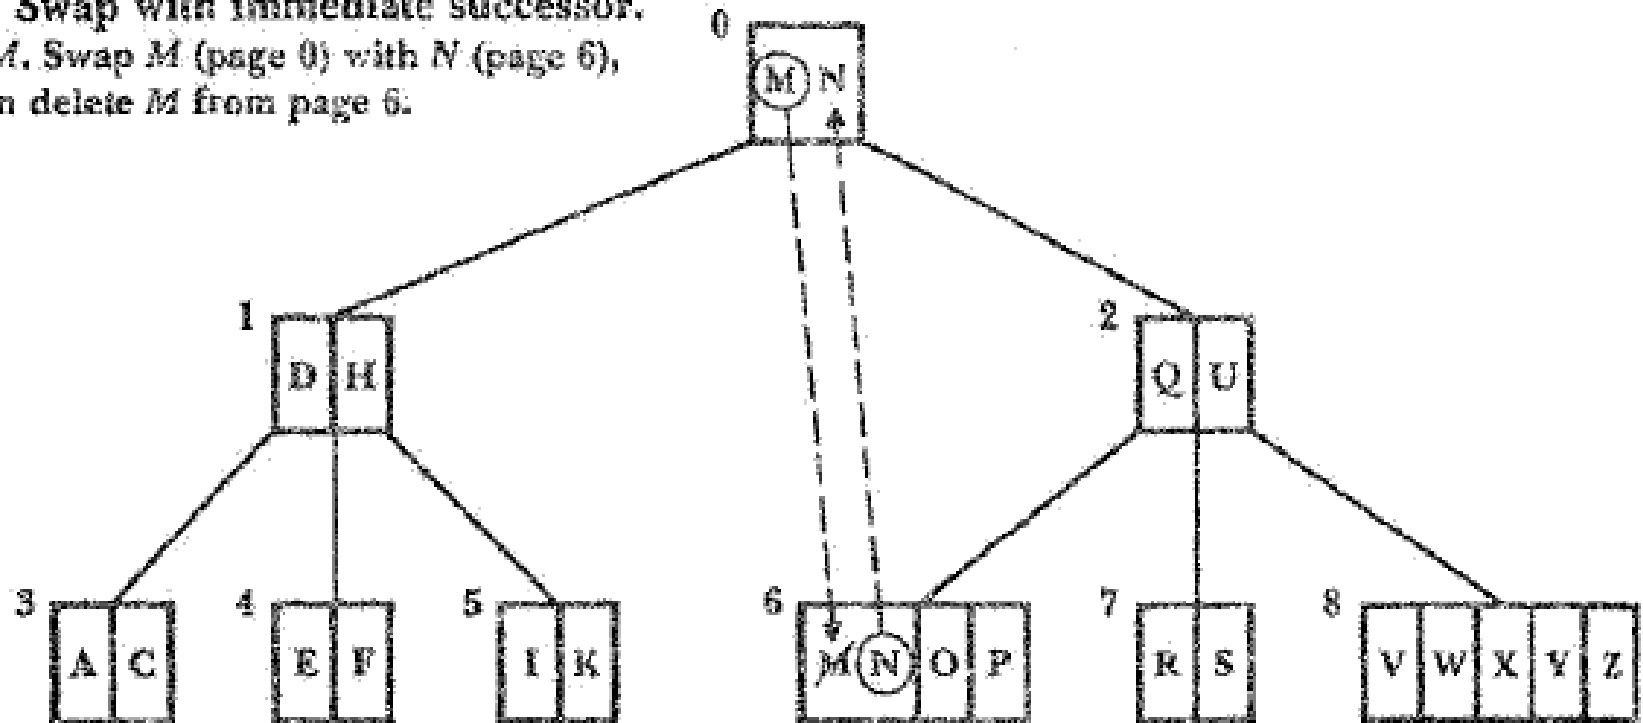 Swap with immediate successor.
M. Swap M (page 0) with N (page 6),
n delete M from page 6.
0
M N
1
D H
2
Q U
3
A C
4
E F
5
I K
6
M N O P
7
R S
8
V W X Y Z